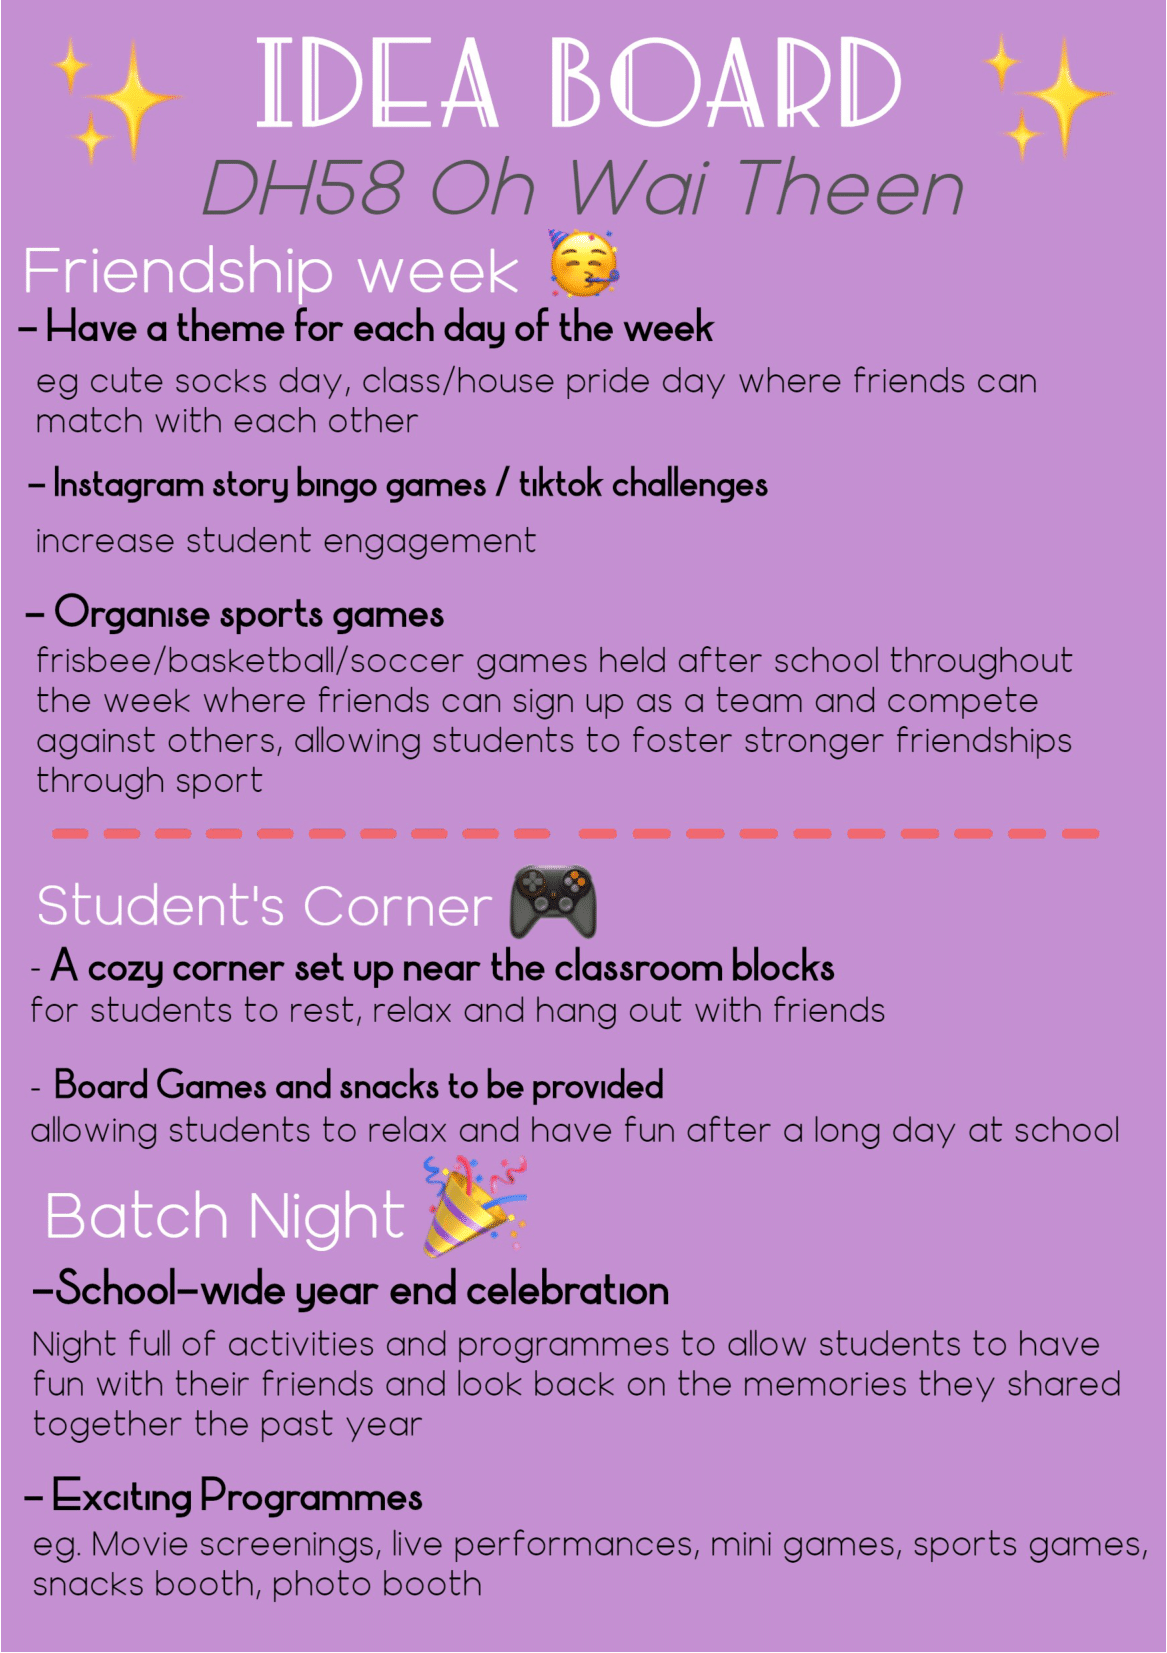 IDEA BOARD
DH58 Oh Wai Theen
Friendship week
- Have a theme for each day of the week
eg cute socks day, class/house pride day where friends can
match with each other
- Instagram story bingo games / tiktok challenges
increase student engagement
- Organise sports games
frisbee/basketball/soccer games held after school throughout
the week where friends can sign up as a team and compete
against others, allowing students to foster stronger friendships
through sport
Student's Corner
- A cozy corner set up near the classroom blocks
for students to rest, relax and hang out with friends
- Board Games and snacks to be provided
allowing students to relax and have fun after a long day at school
Batch Night
-School-wide year end celebration
Night full of activities and programmes to allow students to have
fun with their friends and look back on the memories they shared
together the past year
- Exciting Programmes
eg. Movie screenings, live performances, mini games, sports games,
snacks booth, photo booth